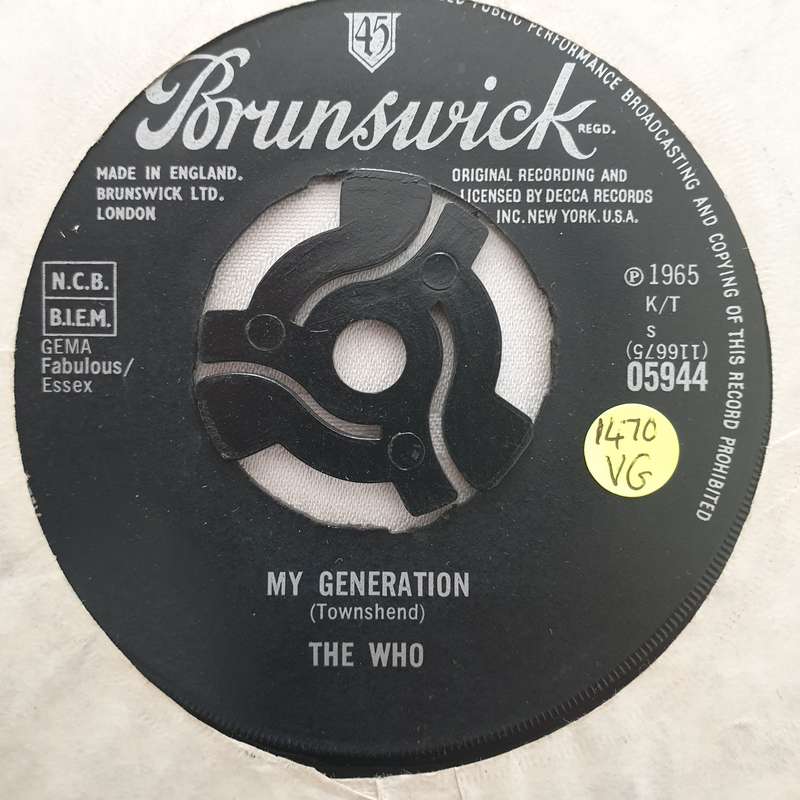 45
Brunswick
REGD.
MADE IN ENGLAND.
BRUNSWICK LTD.
LONDON
ORIGINAL RECORDING AND
LICENSED BY DECCA RECORDS
INC. NEW YORK. U.S.A.
PUBLIC PERFORMANCE BROADCASTING AND COPYING OF THIS RECORD PROHIBITED
N.C.B.
B.I.E.M.
GEMA
Fabulous/
Essex
℗ 1965
K/T
S
(116675)
05944
1470
VG
MY GENERATION
(Townshend)
THE WHO